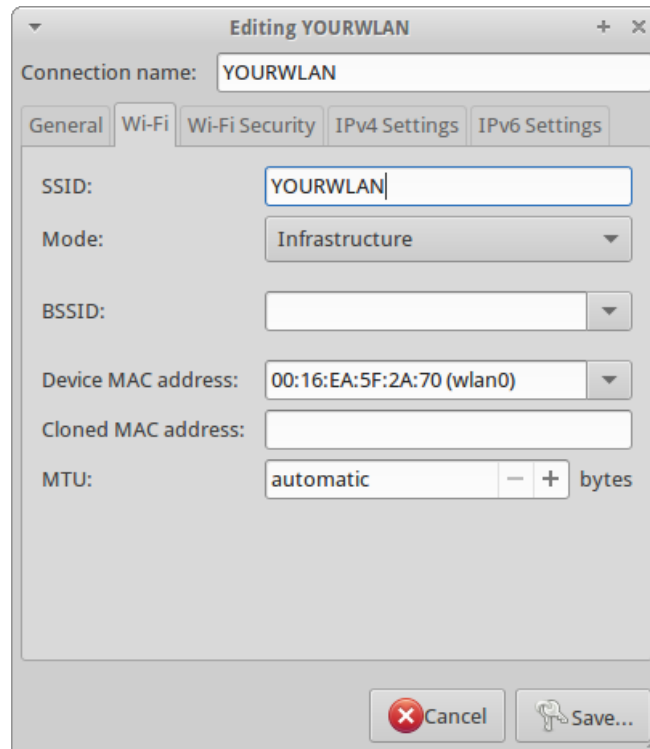 Editing YOURWLAN
Connection name: YOURWLAN
General Wi-Fi Wi-Fi Security IPv4 Settings IPv6 Settings
SSID: YOURWLAN
Mode: Infrastructure
BSSID:
Device MAC address: 00:16:EA:5F:2A:70 (wlan0)
Cloned MAC address:
MTU: automatic − + bytes
Cancel Save...